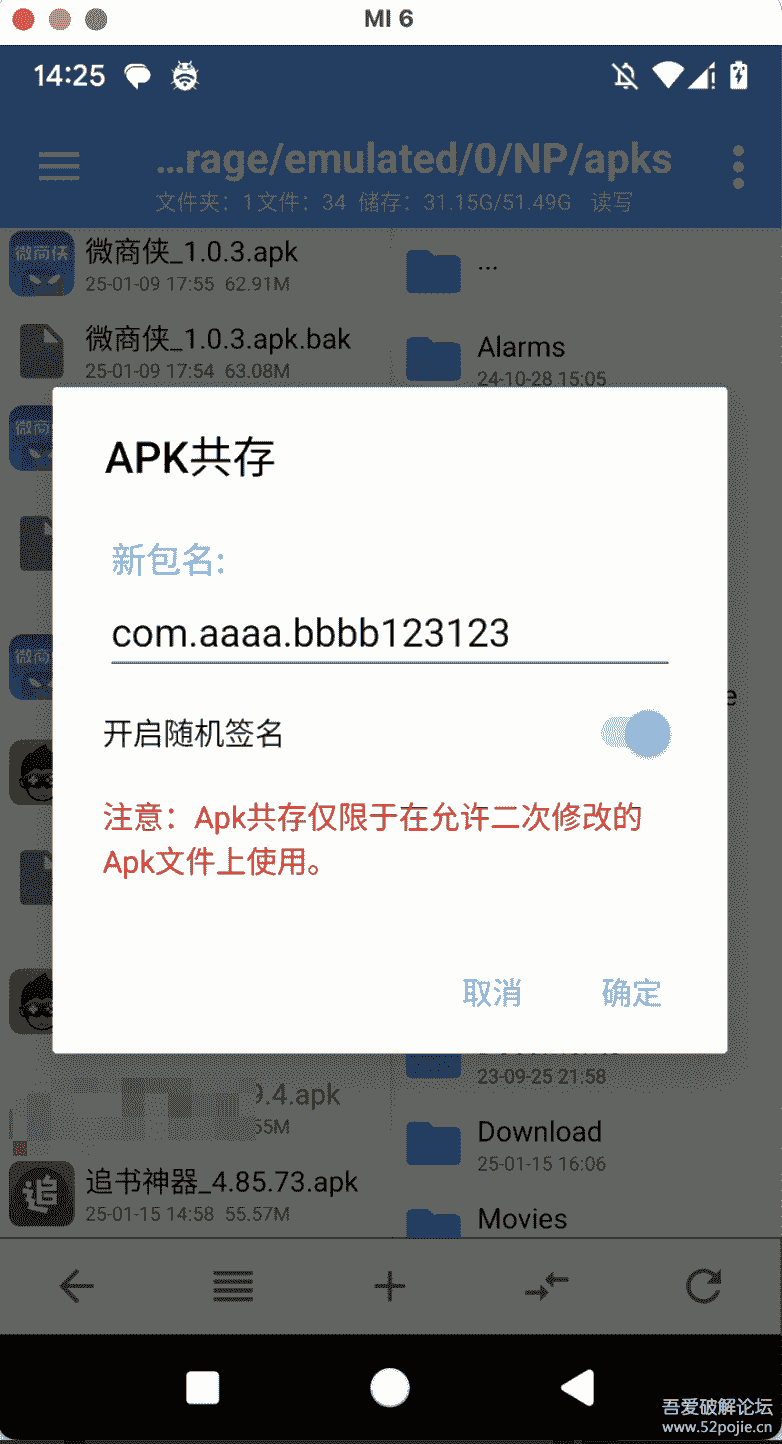 MI 6
14:25
...rage/emulated/0/NP/apks
文件夹：1 文件：34 储存：31.15G/51.49G 读写
微商侠_1.0.3.apk
25-01-09 17:55 62.91M
...
微商侠_1.0.3.apk.bak
25-01-09 17:54 63.08M
Alarms
24-10-28 15:05
APK共存
新包名:
com.aaaa.bbbb123123
开启随机签名
注意：Apk共存仅限于在允许二次修改的
Apk文件上使用。
取消
确定
23-09-25 21:58
9.4.apk
Download
25-01-15 16:06
追书神器_4.85.73.apk
25-01-15 14:58 55.57M
Movies
吾爱破解论坛
www.52pojie.cn